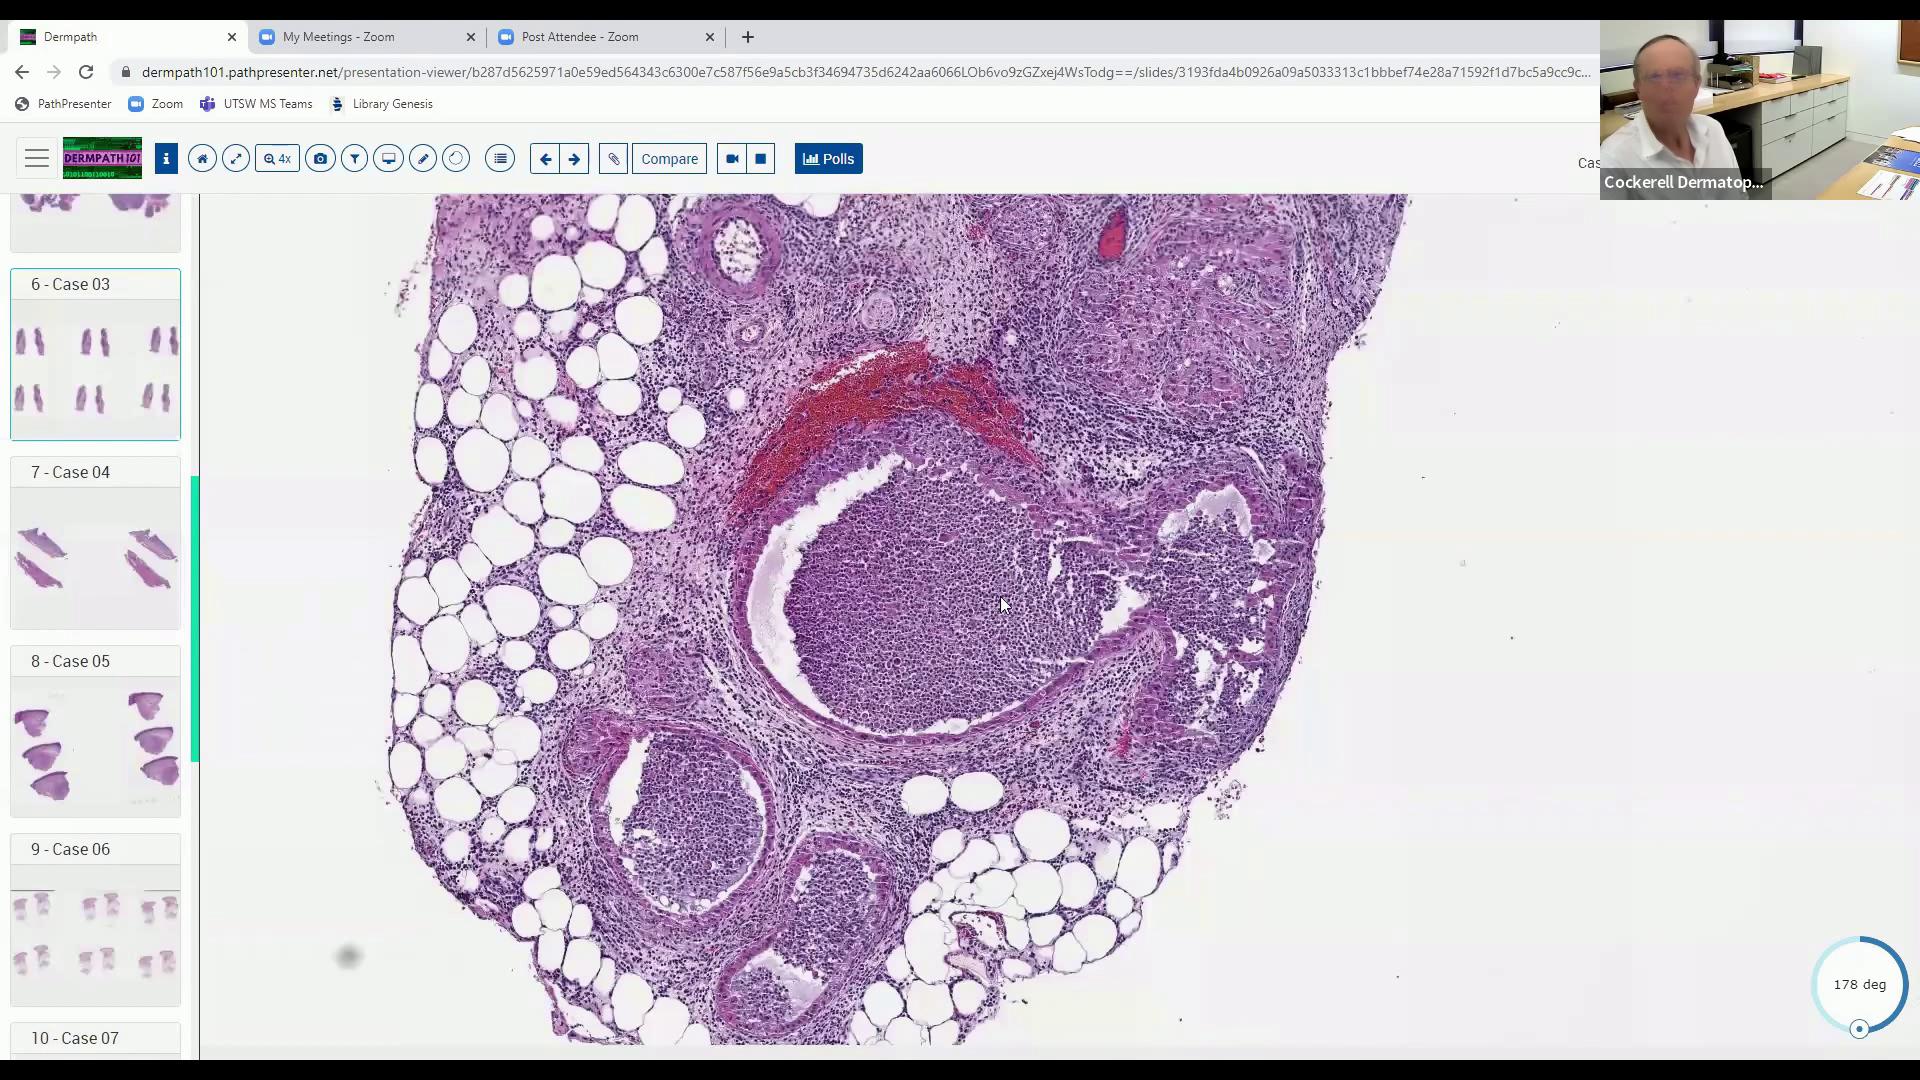 Dermpath
My Meetings - Zoom
Post Attendee - Zoom
dermpath101.pathpresenter.net/presentation-viewer/b287d5625971a0e59ed564343c6300e7c587f56e9a5cb3f34694735d6242aa6066LOb6vo9zGZxej4WsTodg==/slides/3193fda4b0926a09a5033313c1bbbef74e28a71592f1d7bc5a9cc9c...
PathPresenter
Zoom
UTSW MS Teams
Library Genesis
DERMPATH 101
4x
Compare
Polls
Cas
Cockerell Dermatop...
6 - Case 03
7 - Case 04
8 - Case 05
9 - Case 06
10 - Case 07
178 deg